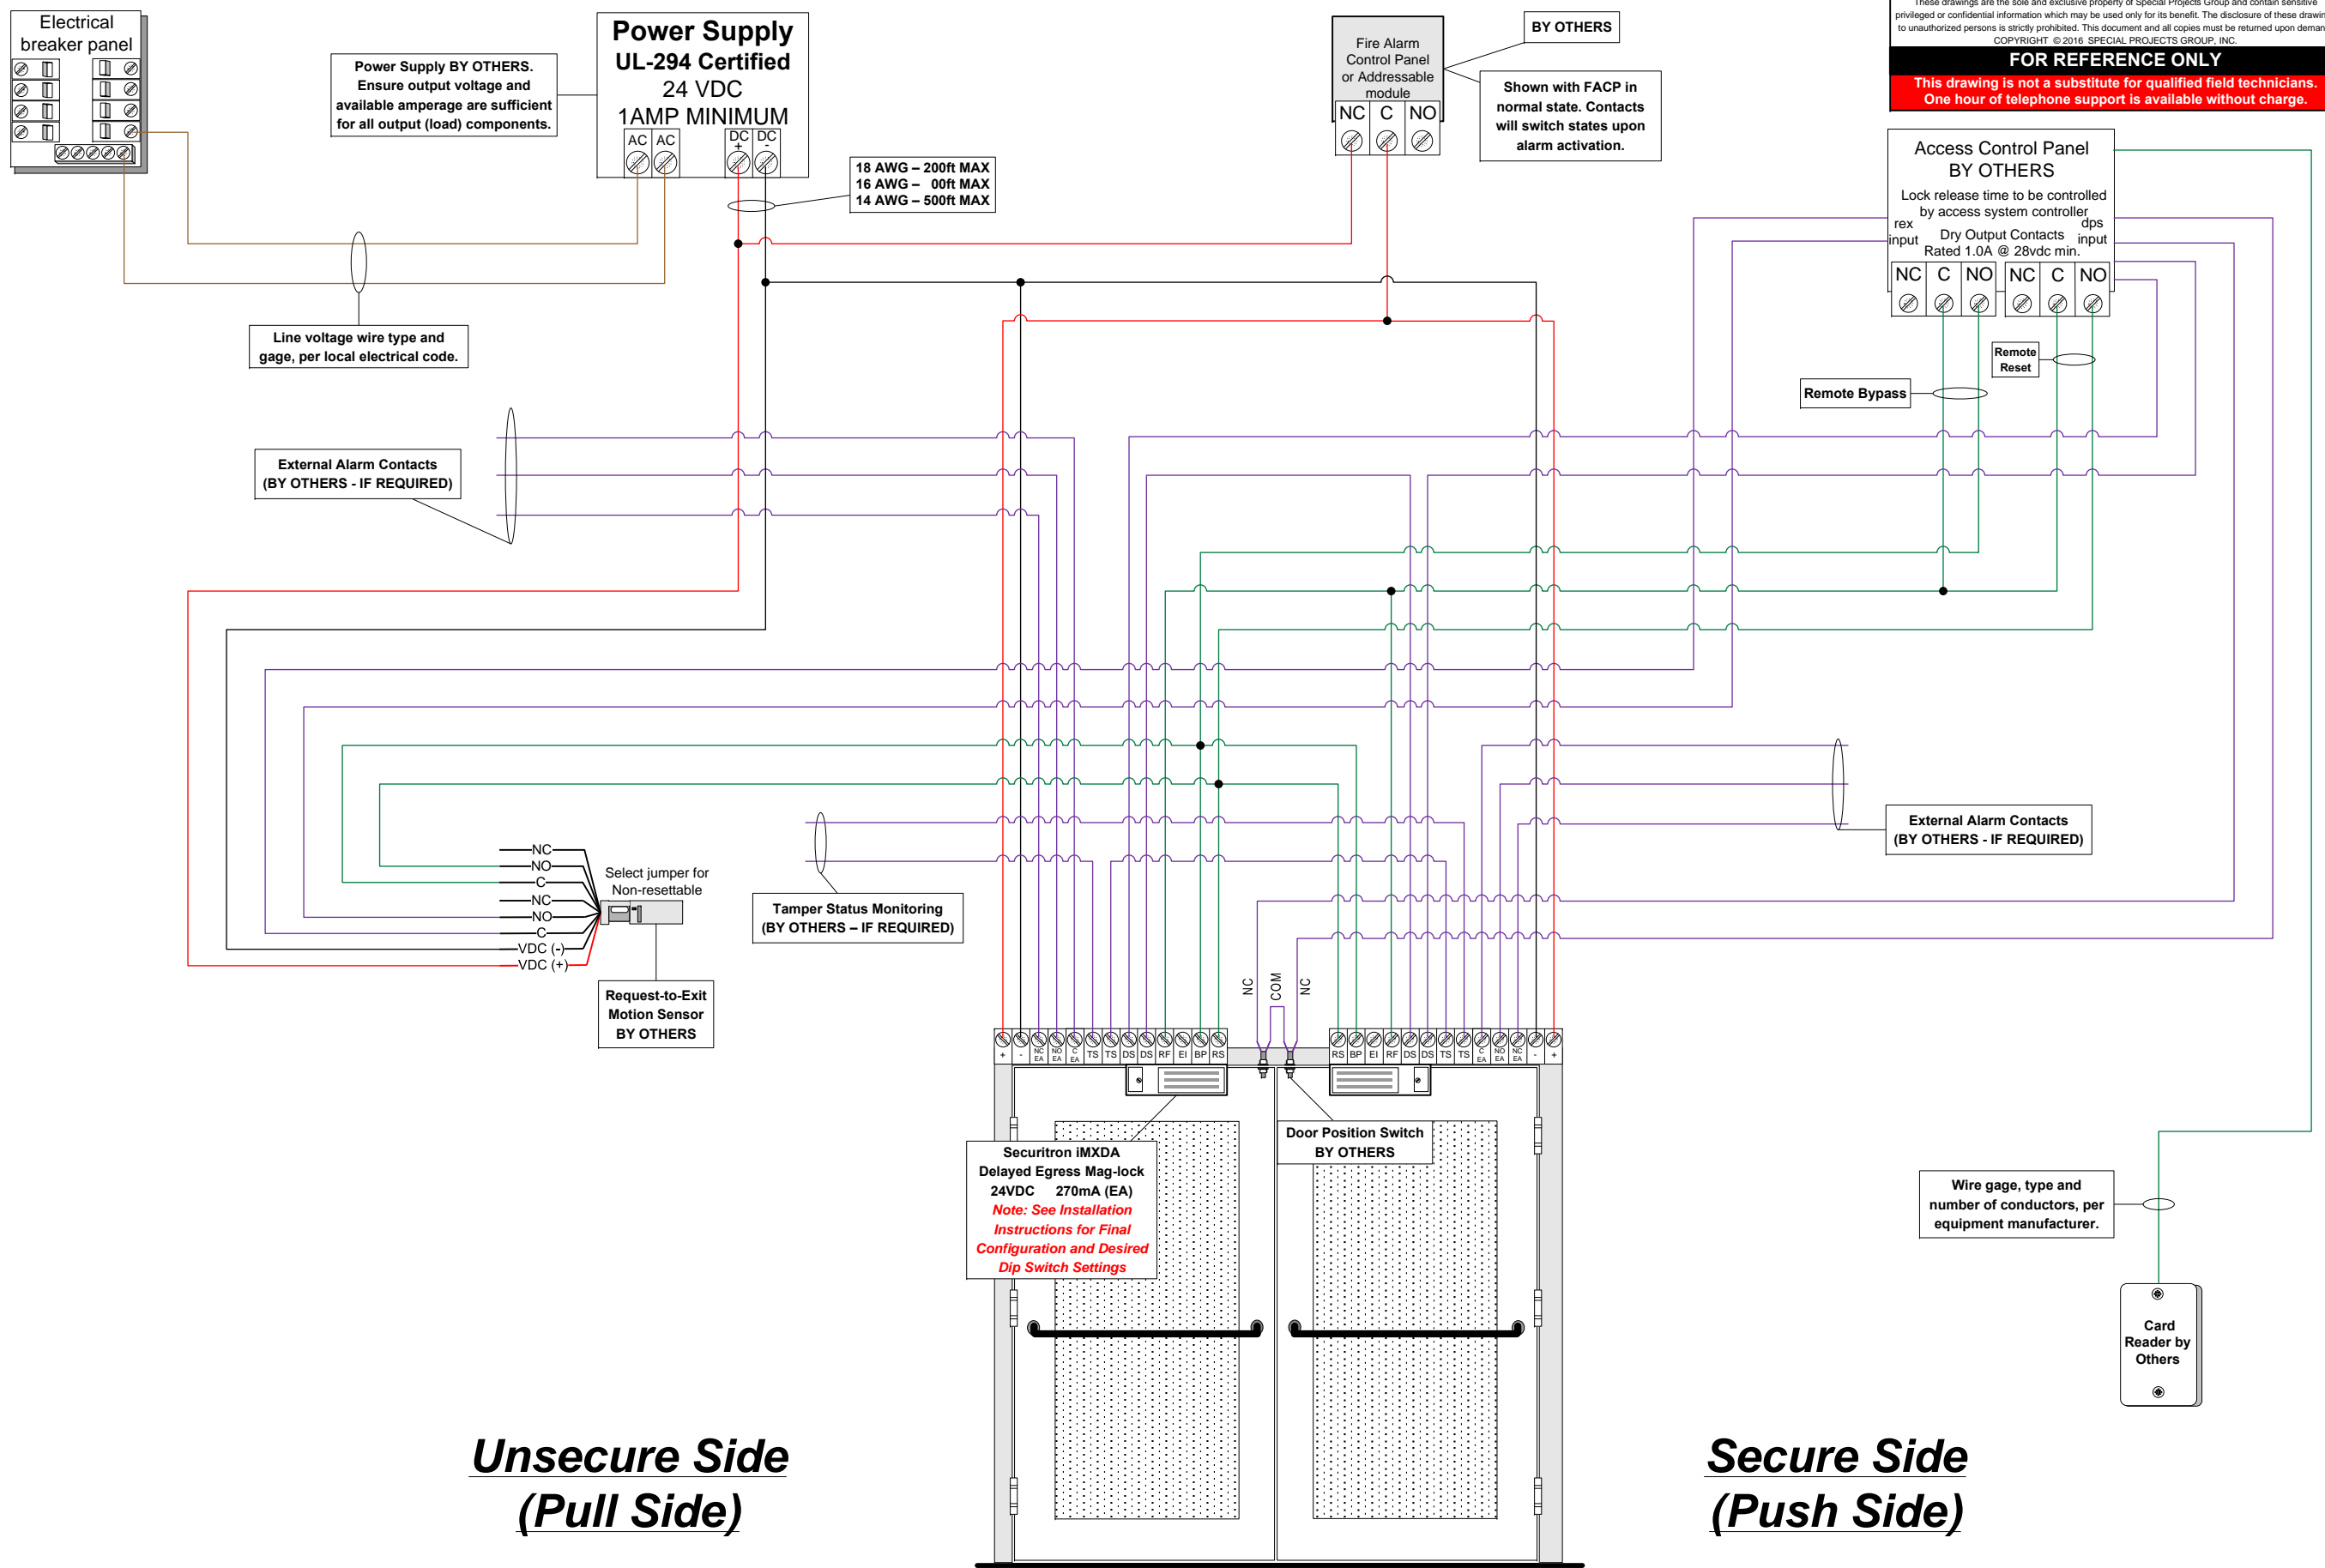 Electrical
breaker panel
Power Supply
UL-294 Certified
24 VDC
1AMP MINIMUM
AC AC DC + DC -
Power Supply BY OTHERS.
Ensure output voltage and
available amperage are sufficient
for all output (load) components.
18 AWG – 200ft MAX
16 AWG – 00ft MAX
14 AWG – 500ft MAX
Line voltage wire type and
gage, per local electrical code.
Fire Alarm
Control Panel
or Addressable
module
NC C NO
BY OTHERS
Shown with FACP in
normal state. Contacts
will switch states upon
alarm activation.
These drawings are the sole and exclusive property of Special Projects Group and contain sensitive
privileged or confidential information which may be used only for its benefit. The disclosure of these drawin
to unauthorized persons is strictly prohibited. This document and all copies must be returned upon deman
COPYRIGHT © 2016 SPECIAL PROJECTS GROUP, INC.
FOR REFERENCE ONLY
This drawing is not a substitute for qualified field technicians.
One hour of telephone support is available without charge.
Access Control Panel
BY OTHERS
Lock release time to be controlled
by access system controller
rex
input
Dry Output Contacts
Rated 1.0A @ 28vdc min.
dps
input
NC C NO NC C NO
Remote
Reset
Remote Bypass
External Alarm Contacts
(BY OTHERS - IF REQUIRED)
External Alarm Contacts
(BY OTHERS - IF REQUIRED)
Tamper Status Monitoring
(BY OTHERS – IF REQUIRED)
NC
NO
C
NC
NO
C
VDC (-)
VDC (+)
Select jumper for
Non-resettable
Request-to-Exit
Motion Sensor
BY OTHERS
NC
COM
NC
+ - NC EA NO EA C EA TS TS DS DS RF EI BP RS
RS BP EI RF DS DS TS TS C EA NO EA NC EA - +
Securitron iMXDA
Delayed Egress Mag-lock
24VDC 270mA (EA)
Note: See Installation
Instructions for Final
Configuration and Desired
Dip Switch Settings
Door Position Switch
BY OTHERS
Wire gage, type and
number of conductors, per
equipment manufacturer.
Card
Reader by
Others
Unsecure Side
(Pull Side)
Secure Side
(Push Side)